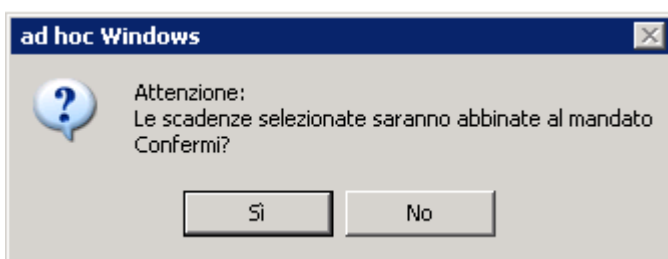 ad hoc Windows
Attenzione:
Le scadenze selezionate saranno abbinate al mandato
Confermi?
Sì
No